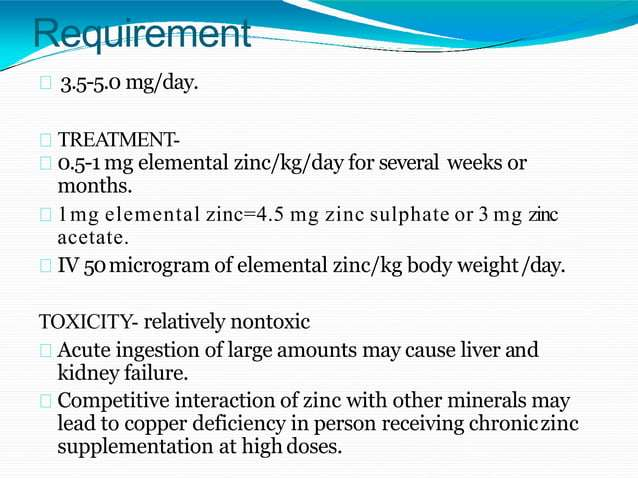 Requirement
3.5-5.0 mg/day.
TREATMENT-
0.5-1 mg elemental zinc/kg/day for several weeks or
months.
1mg elemental zinc=4.5 mg zinc sulphate or 3 mg zinc
acetate.
IV 50 microgram of elemental zinc/kg body weight /day.
TOXICITY- relatively nontoxic
Acute ingestion of large amounts may cause liver and
kidney failure.
Competitive interaction of zinc with other minerals may
lead to copper deficiency in person receiving chronic zinc
supplementation at high doses.